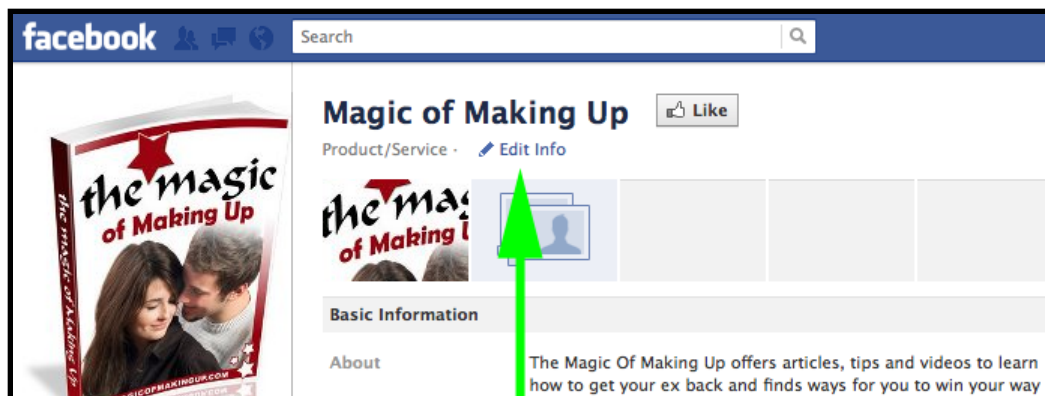 facebook
Search
Magic of Making Up
Like
Product/Service ·
Edit Info
the magic
of Making Up
the magic of Making Up
the mag
of Making U
Basic Information
About
The Magic Of Making Up offers articles, tips and videos to learn
how to get your ex back and finds ways for you to win your way